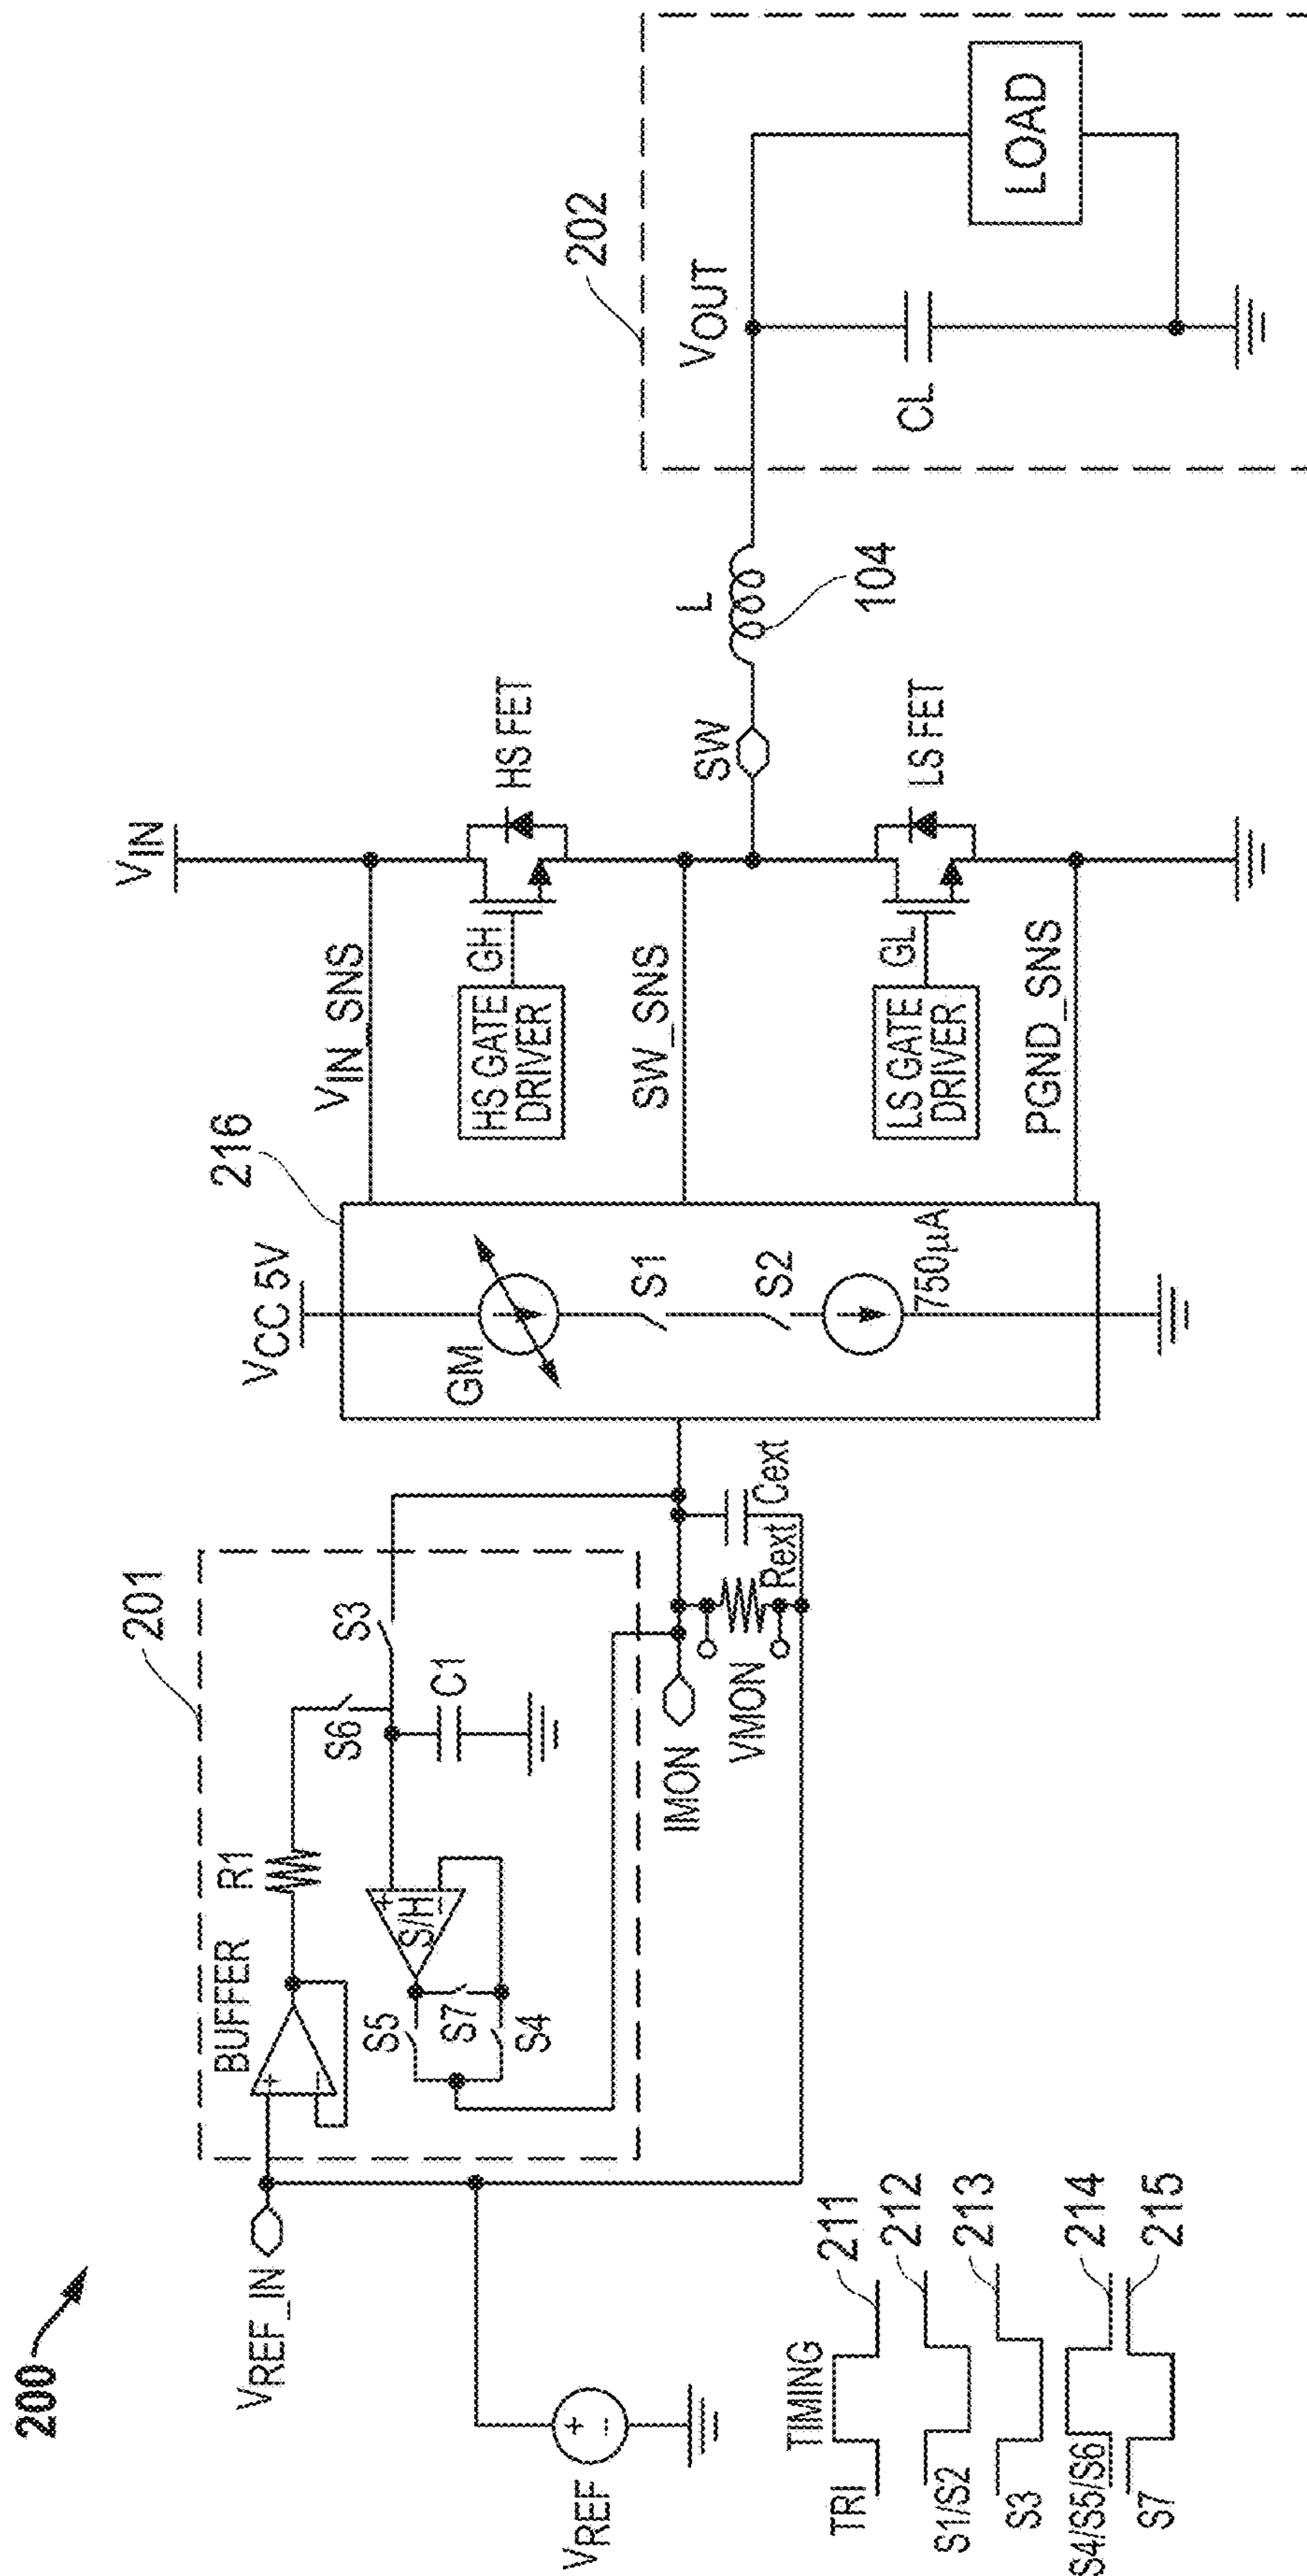 200
VREF_IN
VREF
+
-
TIMING
TRI
211
S1/S2
212
S3
213
S4/S5/S6
214
S7
215
201
BUFFER
+
-
R1
S6
S3
C1
+
S/H
-
S5
S7
S4
IMON
VMON
Rext
Cext
216
VCC 5V
GM
S1
S2
750µA
VIN_SNS
SW_SNS
PGND_SNS
HS GATE
DRIVER
GH
LS GATE
DRIVER
GL
VIN
HS FET
LS FET
SW
L
104
202
VOUT
CL
LOAD